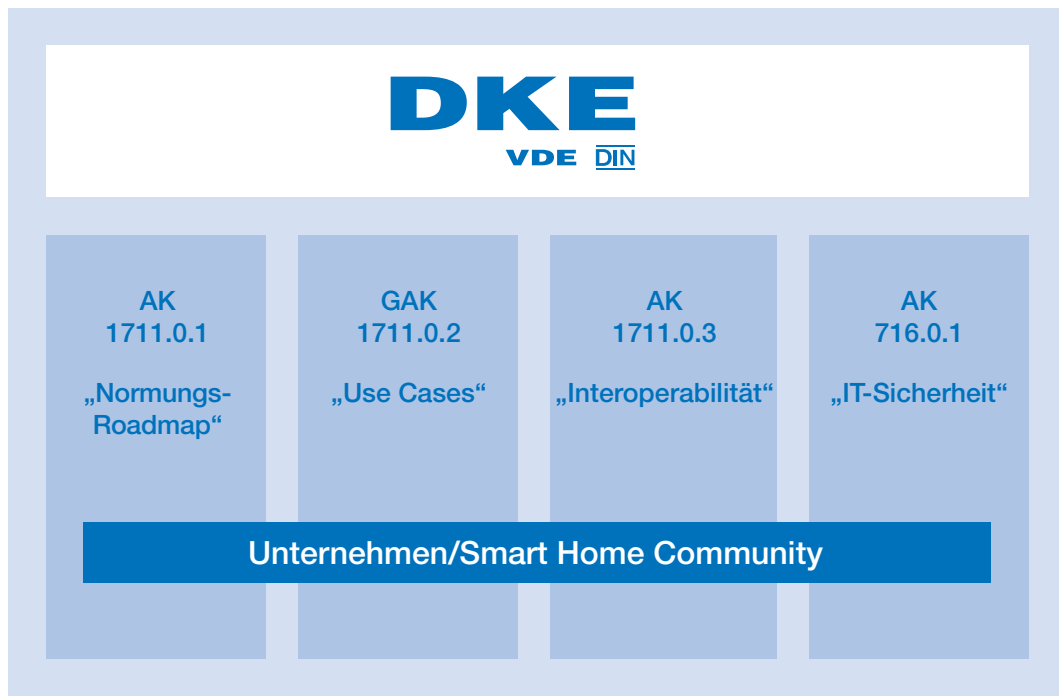 DKE
VDE DIN
AK
1711.0.1
„Normungs-
Roadmap“
GAK
1711.0.2
„Use Cases“
AK
1711.0.3
„Interoperabilität“
AK
716.0.1
„IT-Sicherheit“
Unternehmen/Smart Home Community